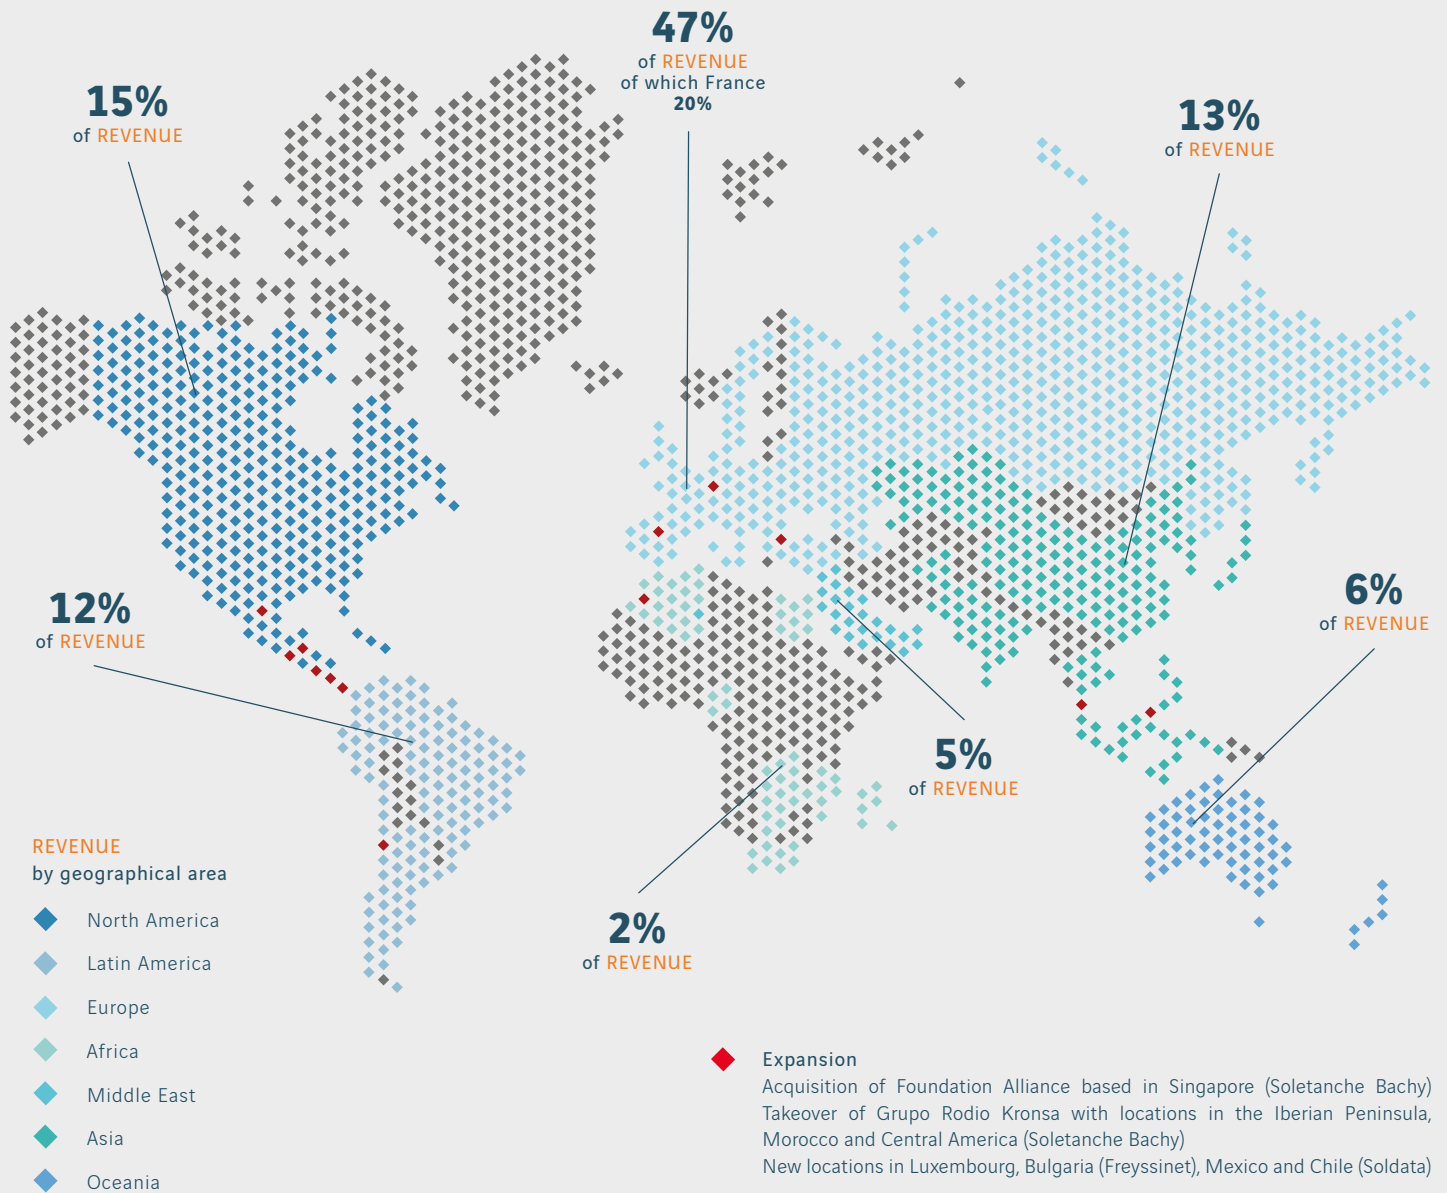 47%
of REVENUE
of which France
20%
15%
of REVENUE
13%
of REVENUE
12%
of REVENUE
6%
of REVENUE
5%
of REVENUE
2%
of REVENUE
REVENUE
by geographical area
North America
Latin America
Europe
Africa
Middle East
Asia
Oceania
Expansion
Acquisition of Foundation Alliance based in Singapore (Soletanche Bachy)
Takeover of Grupo Rodio Kronsa with locations in the Iberian Peninsula,
Morocco and Central America (Soletanche Bachy)
New locations in Luxembourg, Bulgaria (Freyssinet), Mexico and Chile (Soldata)